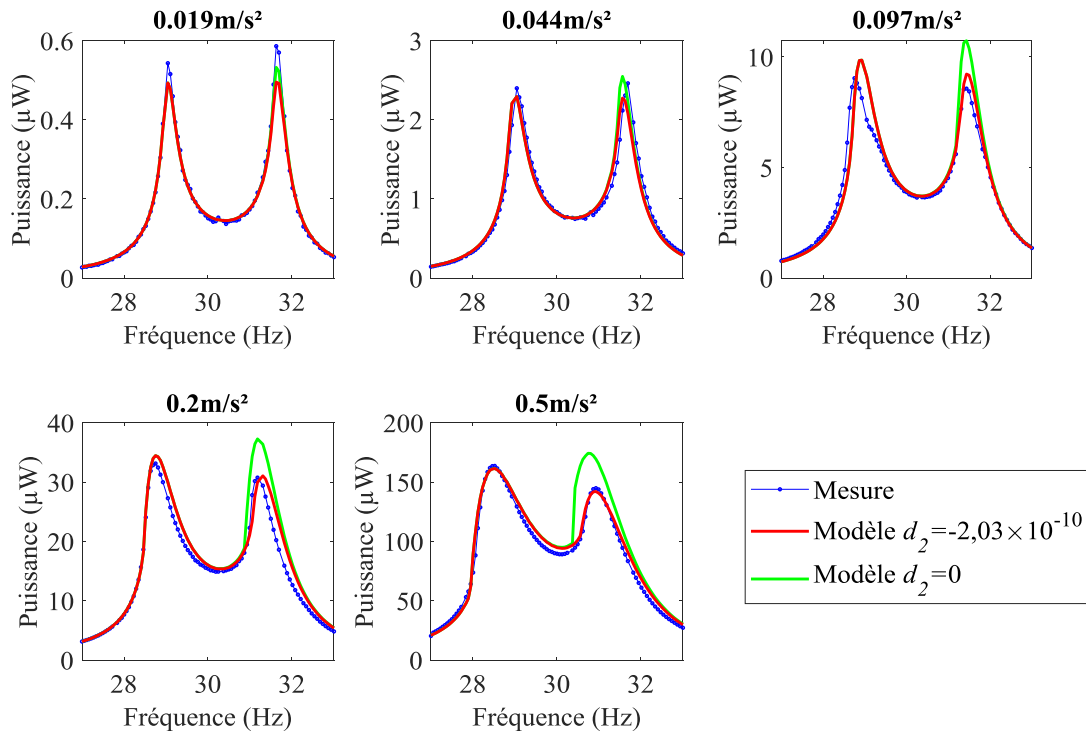 0.019m/s²
0.6
0.4
0.2
0
28 30 32
Puissance (µW)
Fréquence (Hz)
0.044m/s²
3
2
1
0
28 30 32
Puissance (µW)
Fréquence (Hz)
0.097m/s²
10
5
0
28 30 32
Puissance (µW)
Fréquence (Hz)
0.2m/s²
40
30
20
10
0
28 30 32
Puissance (µW)
Fréquence (Hz)
0.5m/s²
200
150
100
50
0
28 30 32
Puissance (µW)
Fréquence (Hz)
Mesure
Modèle d₂=-2,03×10⁻¹⁰
Modèle d₂=0